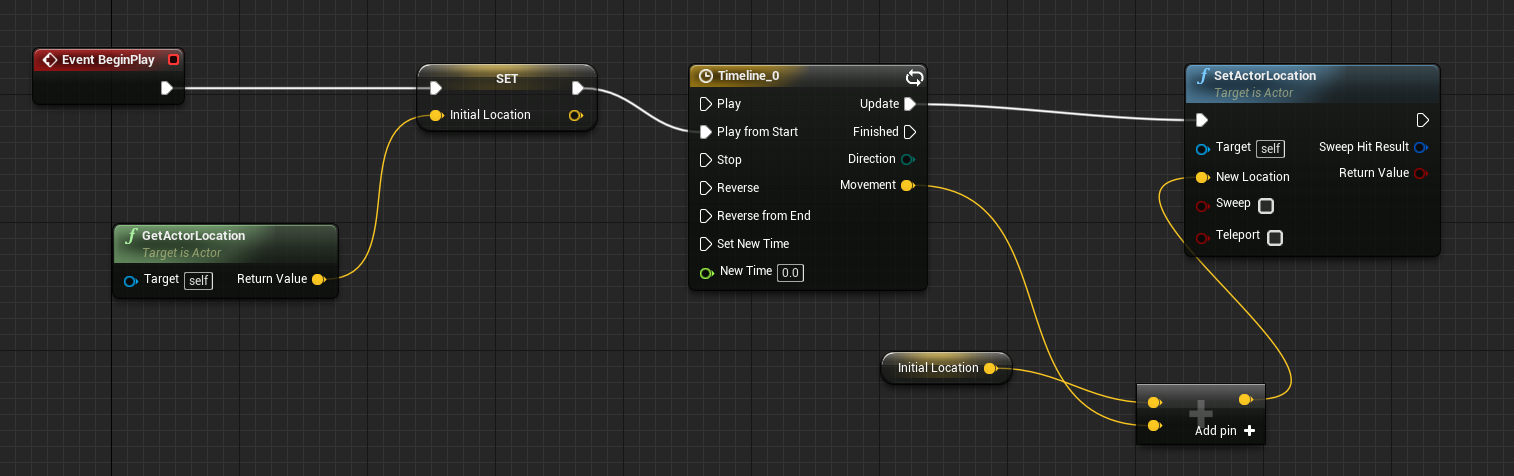 Event BeginPlay
SET
Initial Location
GetActorLocation
Target is Actor
Target self Return Value
Timeline_0
Play Update
Play from Start Finished
Stop Direction
Reverse Movement
Reverse from End
Set New Time
New Time 0.0
Initial Location
Add pin
SetActorLocation
Target is Actor
Target self Sweep Hit Result
New Location Return Value
Sweep
Teleport